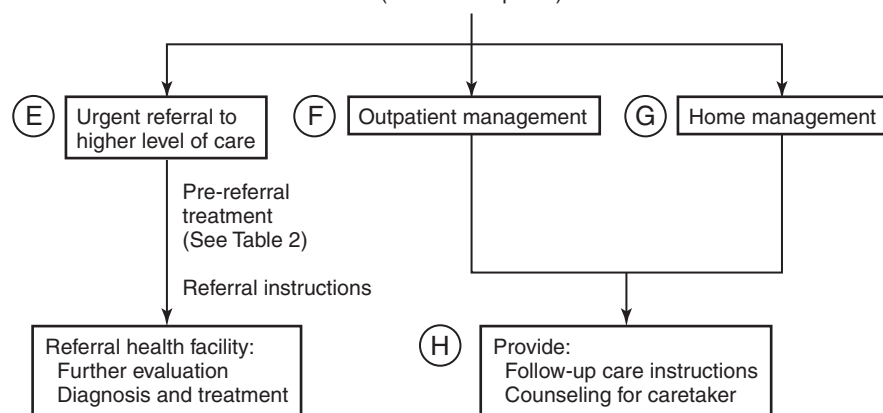 E
Urgent referral to
higher level of care
F
Outpatient management
G
Home management
Pre-referral
treatment
(See Table 2)
Referral instructions
Referral health facility:
Further evaluation
Diagnosis and treatment
H
Provide:
Follow-up care instructions
Counseling for caretaker